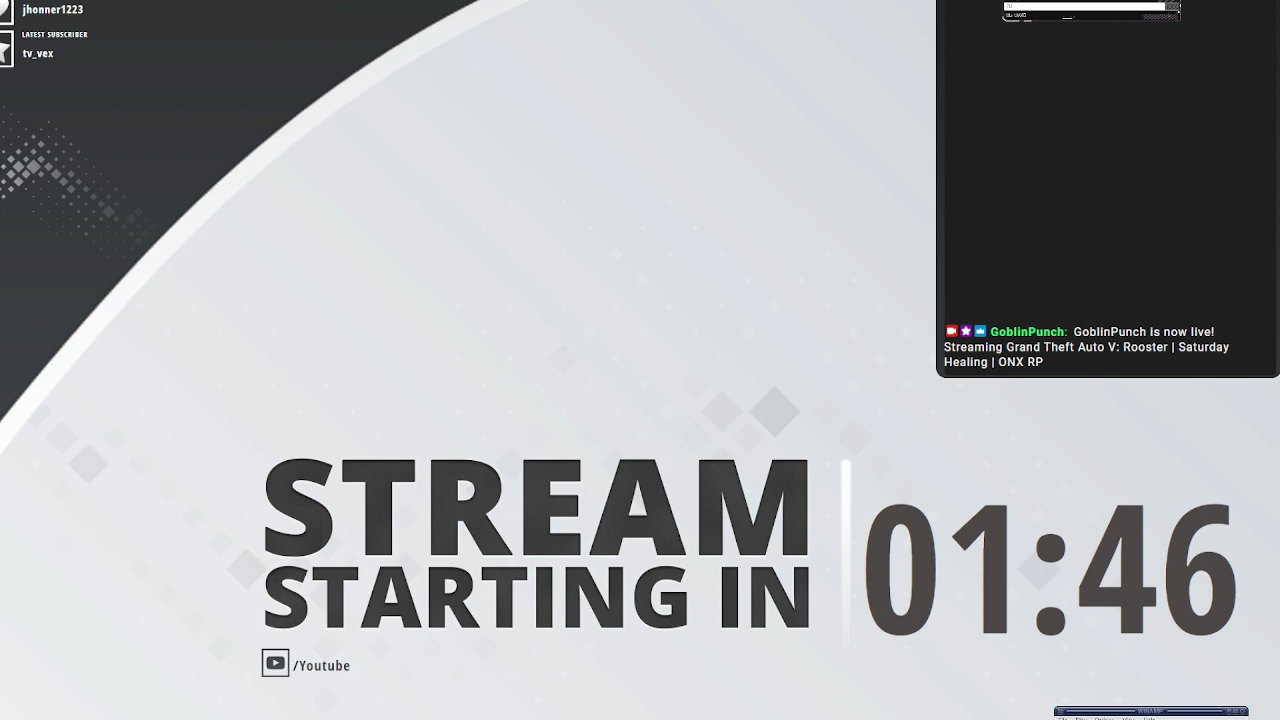 jhonner1223
LATEST SUBSCRIBER
tv_vex
GoblinPunch: GoblinPunch is now live!
Streaming Grand Theft Auto V: Rooster | Saturday
Healing | ONX RP
STREAM
STARTING IN
01:46
/Youtube
WINAMP